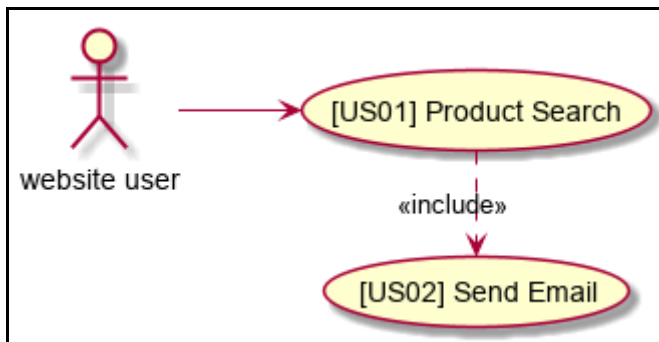 [US01] Product Search
website user
«include»
[US02] Send Email